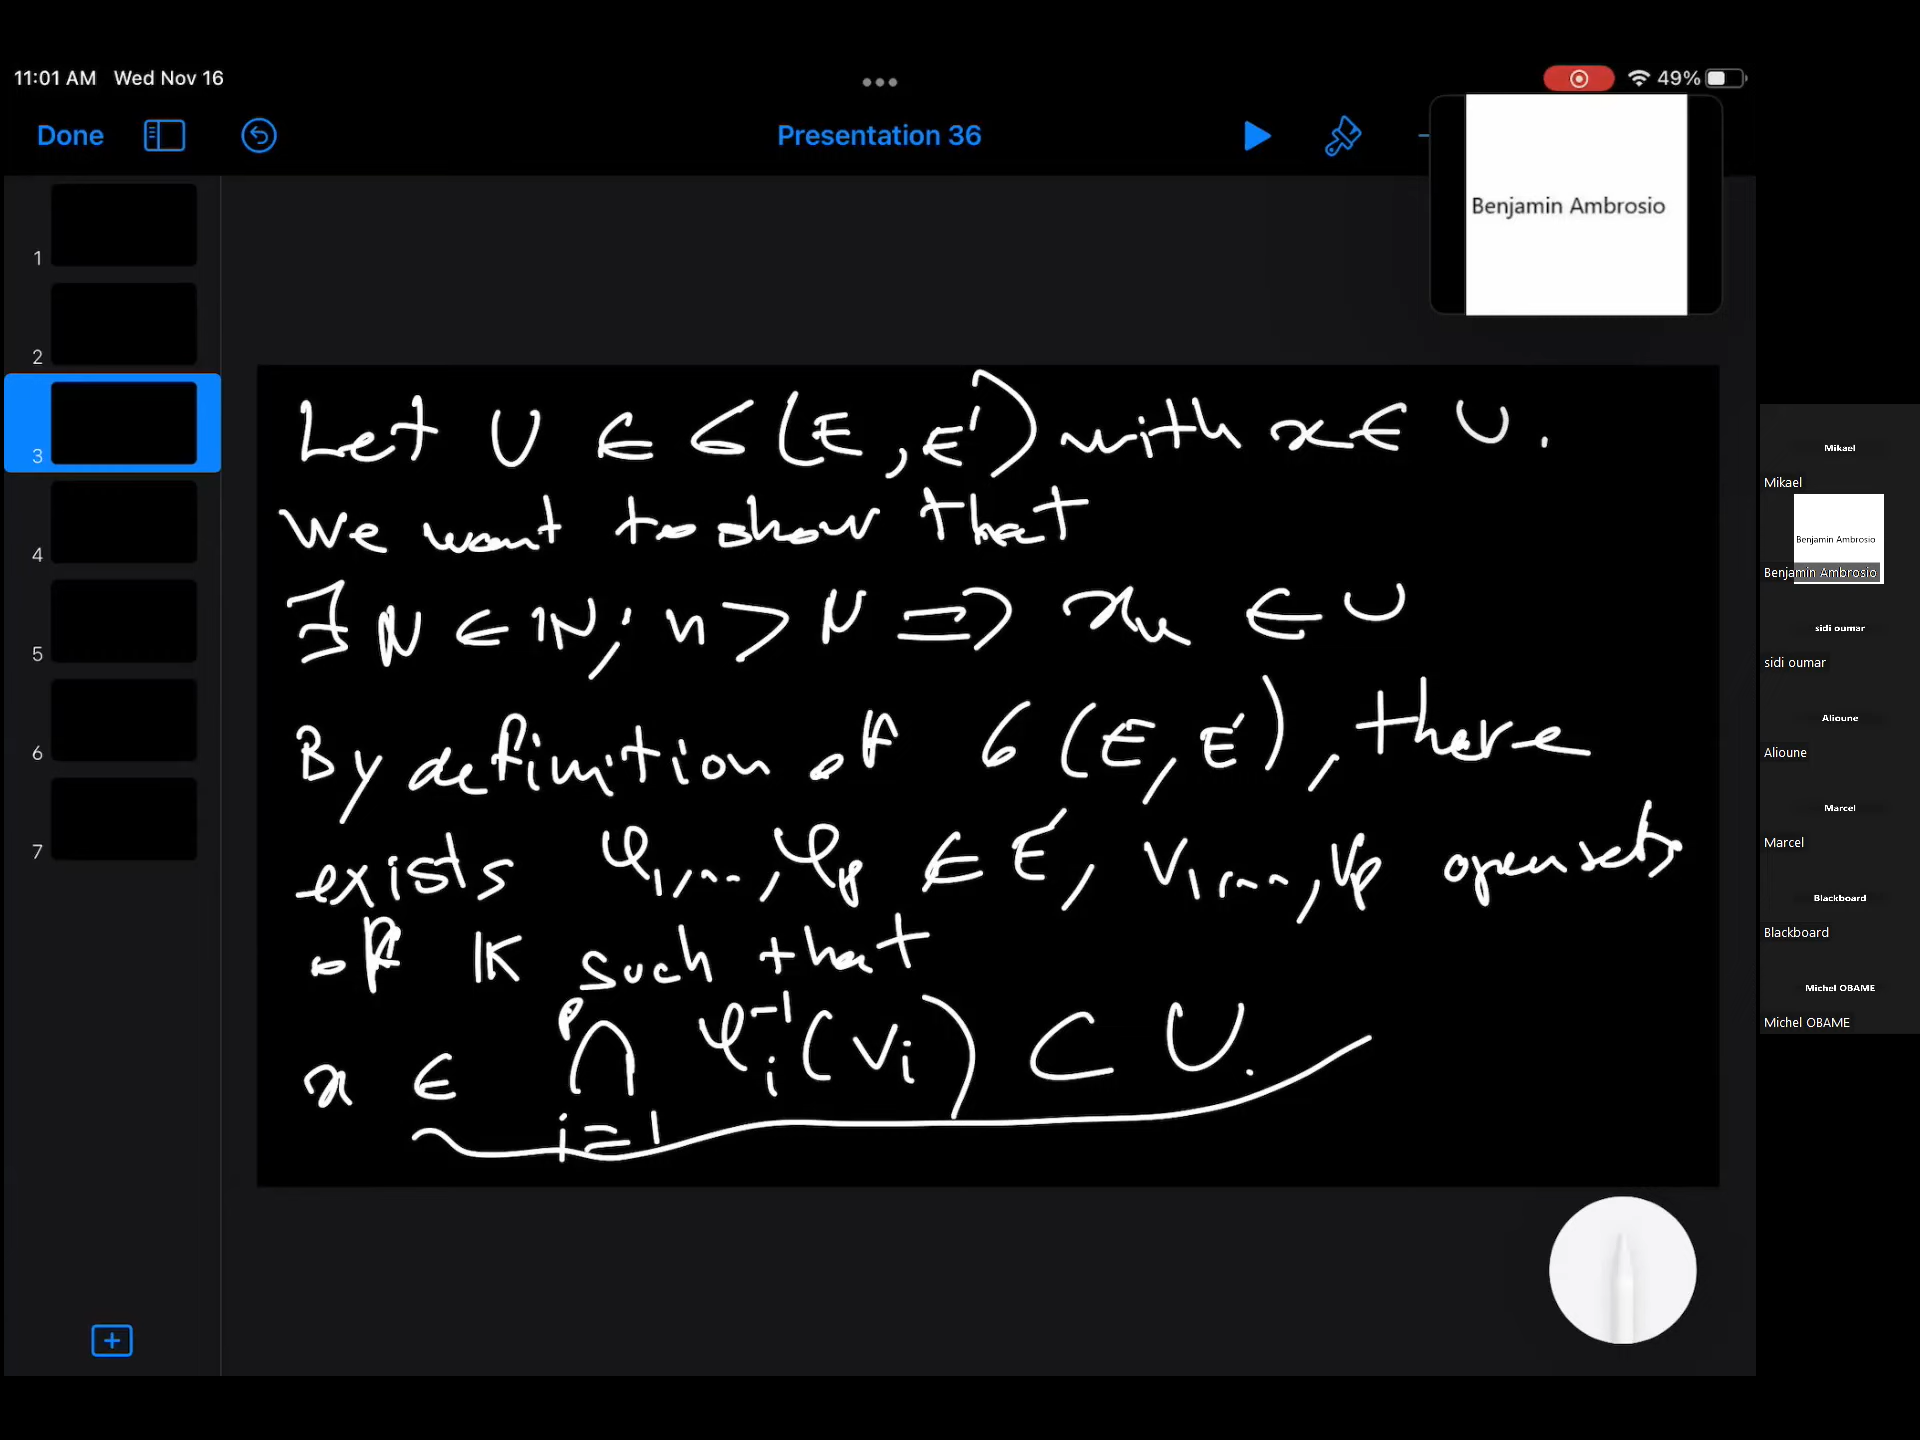 11:01 AM Wed Nov 16
49%
Done
Presentation 36
Benjamin Ambrosio
1
2
3
4
5
6
7
Let U ∈ σ(E, E') with x ∈ U.
We want to show that
∃ N ∈ ℕ; n > N ⇒ xₙ ∈ U
By definition of σ(E, E'), there
exists φ₁, ..., φₚ ∈ E', V₁, ..., Vₚ open sets
of 𝕂 such that
x ∈ ⋂ᵢ₌₁ᵖ φᵢ⁻¹(Vᵢ) ⊂ U.
Mikael
Mikael
Benjamin Ambrosio
Benjamin Ambrosio
sidi oumar
sidi oumar
Alioune
Alioune
Marcel
Marcel
Blackboard
Blackboard
Michel OBAME
Michel OBAME